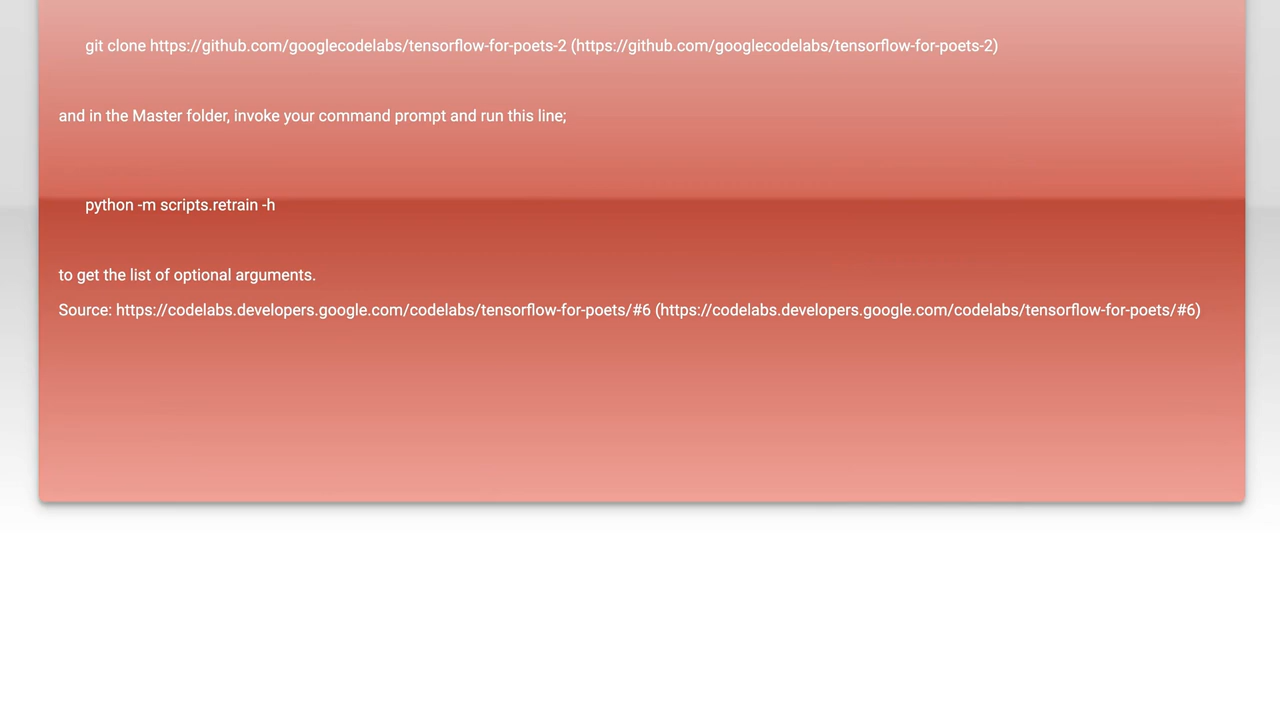 git clone https://github.com/googlecodelabs/tensorflow-for-poets-2 (https://github.com/googlecodelabs/tensorflow-for-poets-2)
and in the Master folder, invoke your command prompt and run this line;
python -m scripts.retrain -h
to get the list of optional arguments.
Source: https://codelabs.developers.google.com/codelabs/tensorflow-for-poets/#6 (https://codelabs.developers.google.com/codelabs/tensorflow-for-poets/#6)